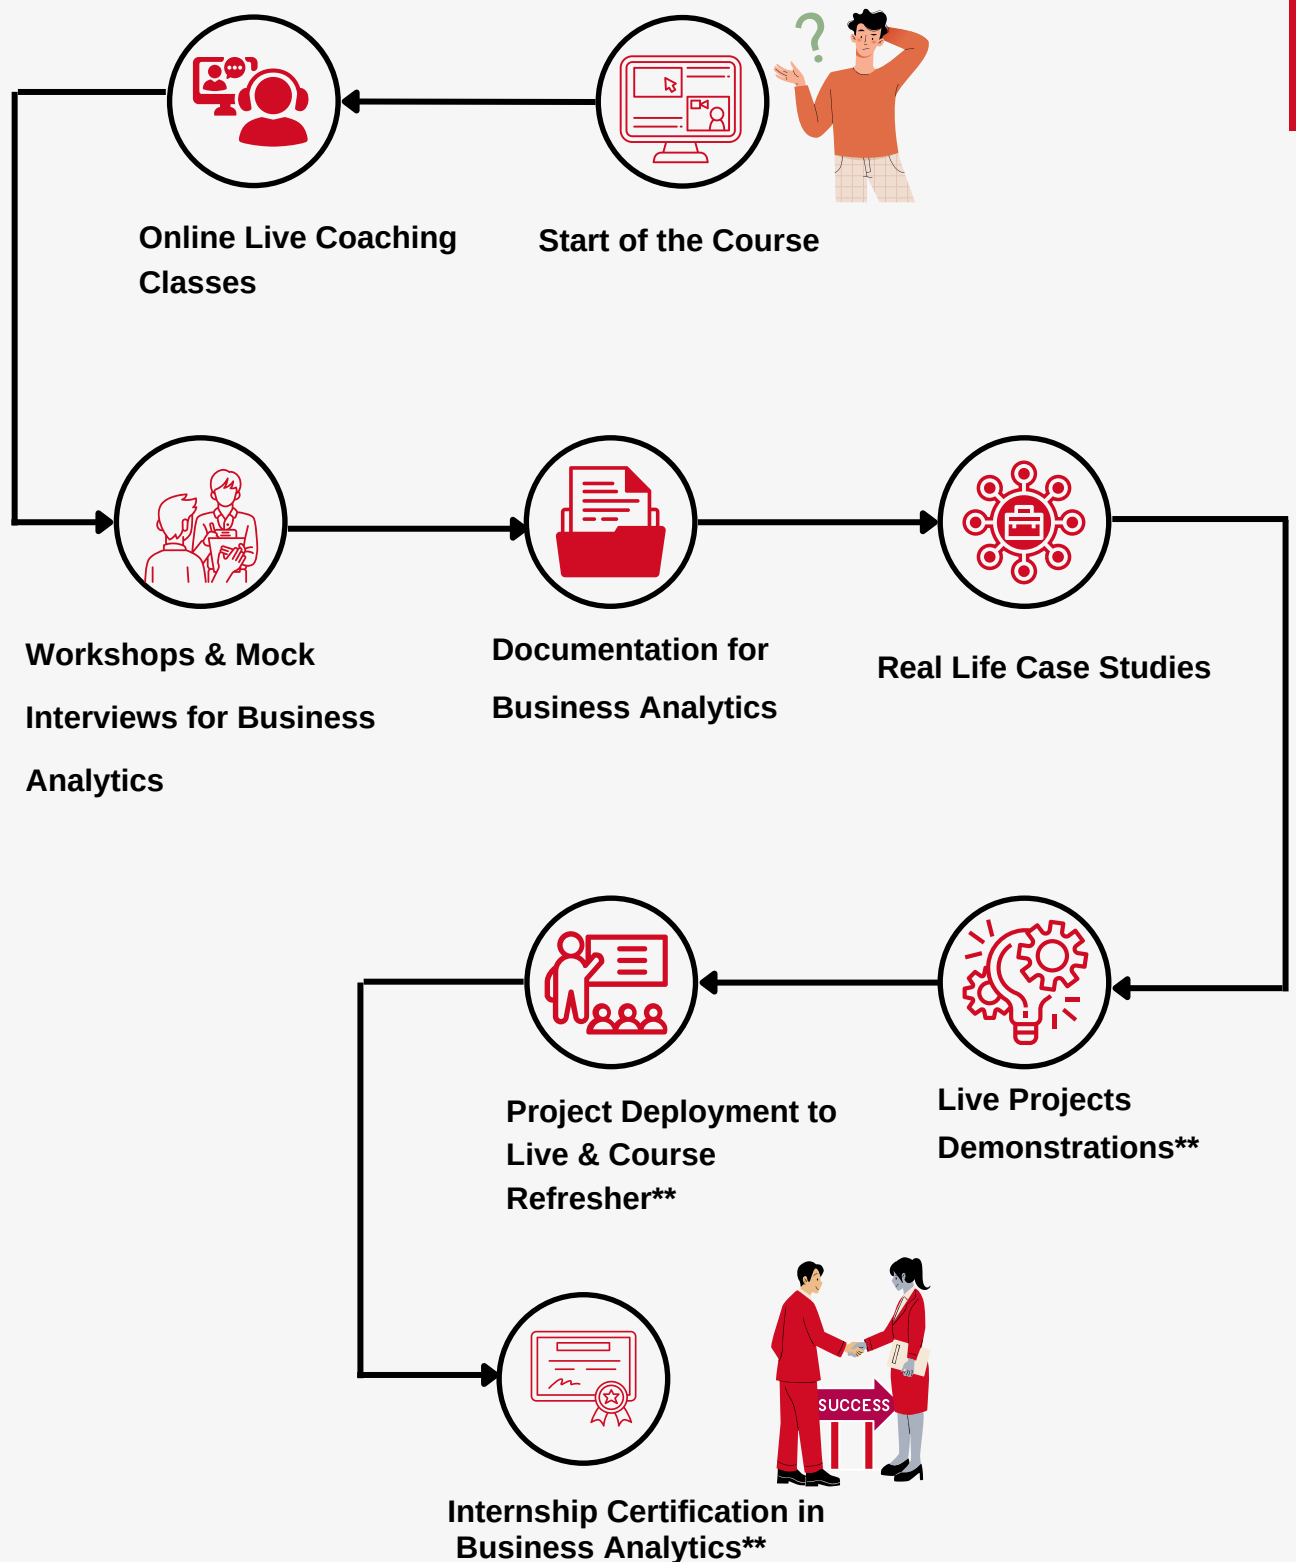 ?
Start of the Course
Online Live Coaching
Classes
Workshops & Mock
Interviews for Business
Analytics
Documentation for
Business Analytics
Real Life Case Studies
Live Projects
Demonstrations**
Project Deployment to
Live & Course
Refresher**
SUCCESS
Internship Certification in
Business Analytics**